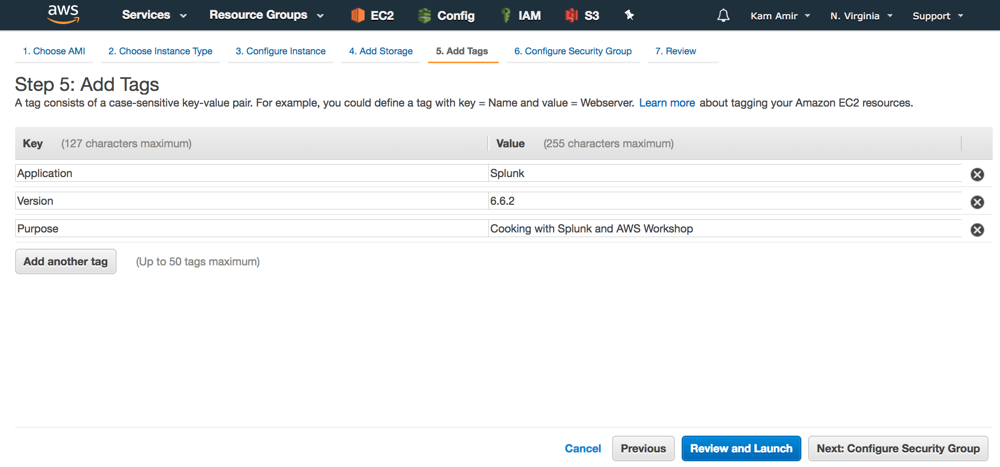 aws Services Resource Groups EC2 Config IAM S3 Kam Amir N. Virginia Support
1. Choose AMI 2. Choose Instance Type 3. Configure Instance 4. Add Storage 5. Add Tags 6. Configure Security Group 7. Review
Step 5: Add Tags
A tag consists of a case-sensitive key-value pair. For example, you could define a tag with key = Name and value = Webserver. Learn more about tagging your Amazon EC2 resources.
Key (127 characters maximum) Value (255 characters maximum)
Application Splunk
Version 6.6.2
Purpose Cooking with Splunk and AWS Workshop
Add another tag (Up to 50 tags maximum)
Cancel Previous Review and Launch Next: Configure Security Group